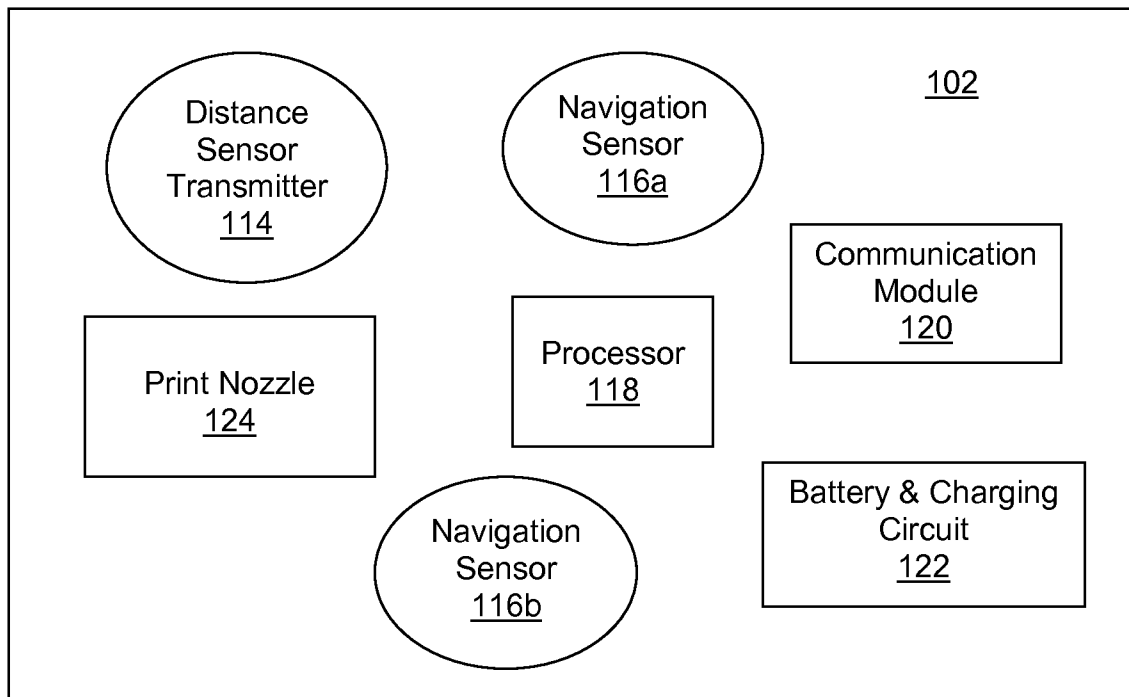 Distance
Sensor
Transmitter
114
Navigation
Sensor
116a
102
Communication
Module
120
Print Nozzle
124
Processor
118
Navigation
Sensor
116b
Battery & Charging
Circuit
122